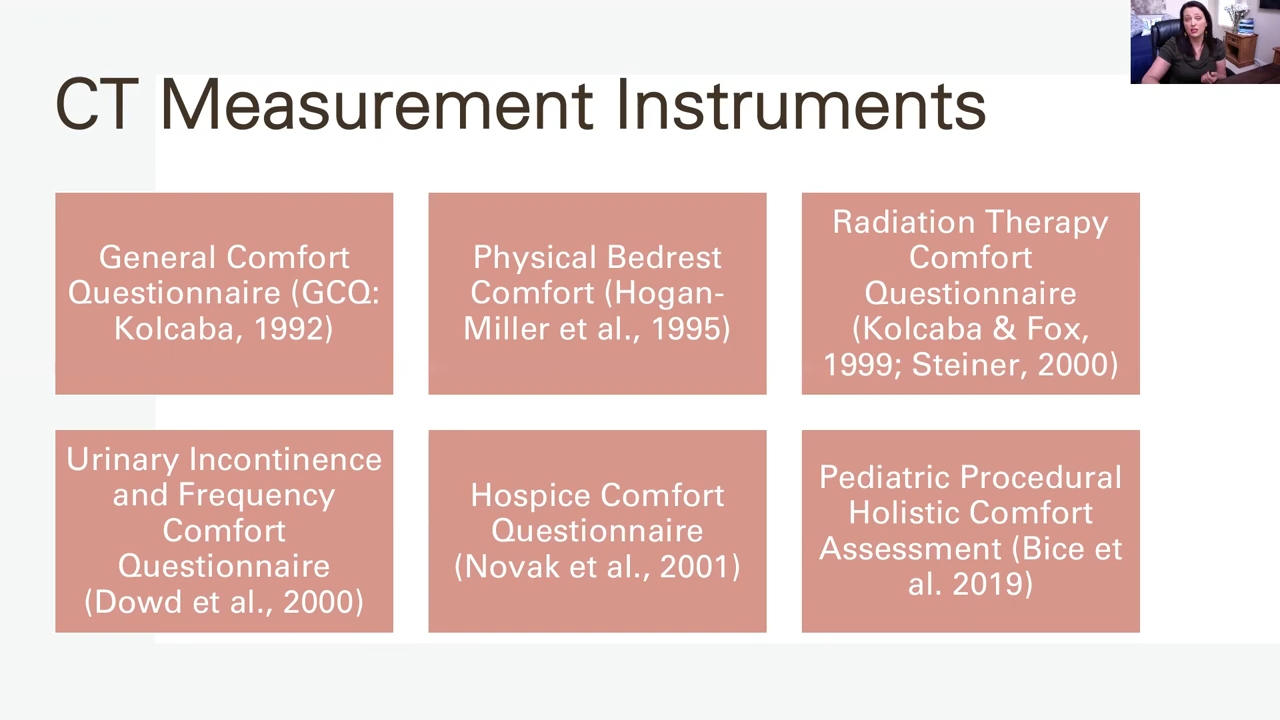 CT Measurement Instruments
General Comfort
Questionnaire (GCQ:
Kolcaba, 1992)
Physical Bedrest
Comfort (Hogan-
Miller et al., 1995)
Radiation Therapy
Comfort
Questionnaire
(Kolcaba & Fox,
1999; Steiner, 2000)
Urinary Incontinence
and Frequency
Comfort
Questionnaire
(Dowd et al., 2000)
Hospice Comfort
Questionnaire
(Novak et al., 2001)
Pediatric Procedural
Holistic Comfort
Assessment (Bice et
al. 2019)